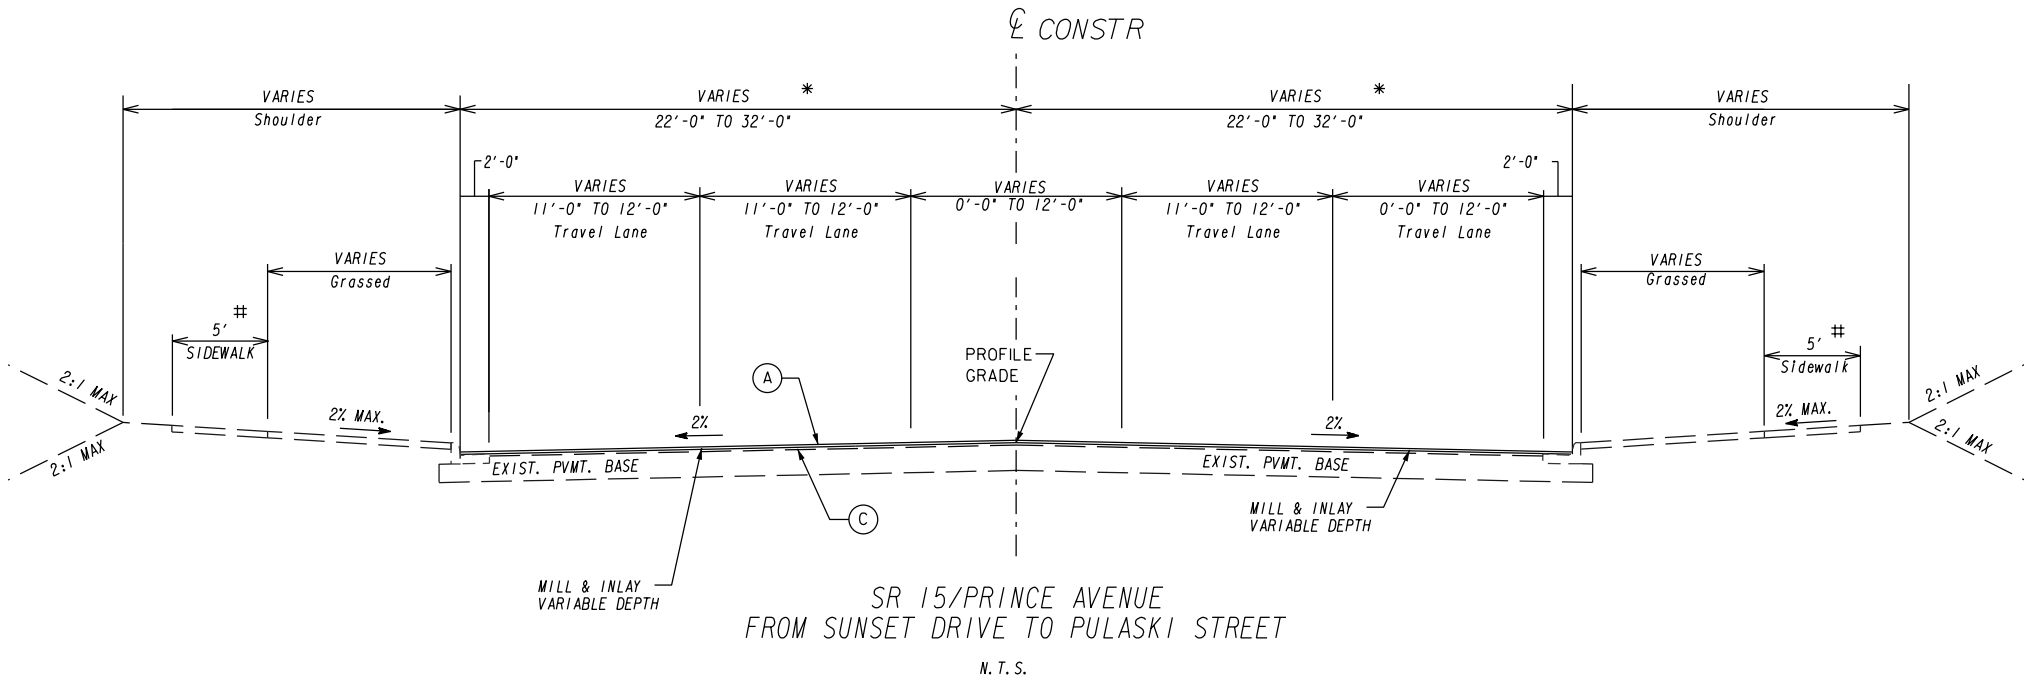 ℄ CONSTR
VARIES
Shoulder
VARIES *
22'-0" TO 32'-0"
VARIES *
22'-0" TO 32'-0"
VARIES
Shoulder
2'-0"
2'-0"
VARIES
11'-0" TO 12'-0"
Travel Lane
VARIES
11'-0" TO 12'-0"
Travel Lane
VARIES
0'-0" TO 12'-0"
VARIES
11'-0" TO 12'-0"
Travel Lane
VARIES
0'-0" TO 12'-0"
Travel Lane
VARIES
Grassed
VARIES
Grassed
5' #
SIDEWALK
5' #
Sidewalk
PROFILE
GRADE
A
2:1 MAX
2:1 MAX
2% MAX.
2%
2%
2% MAX.
2:1 MAX
2:1 MAX
EXIST. PVMT. BASE
EXIST. PVMT. BASE
C
MILL & INLAY
VARIABLE DEPTH
MILL & INLAY
VARIABLE DEPTH
SR 15/PRINCE AVENUE
FROM SUNSET DRIVE TO PULASKI STREET
N.T.S.